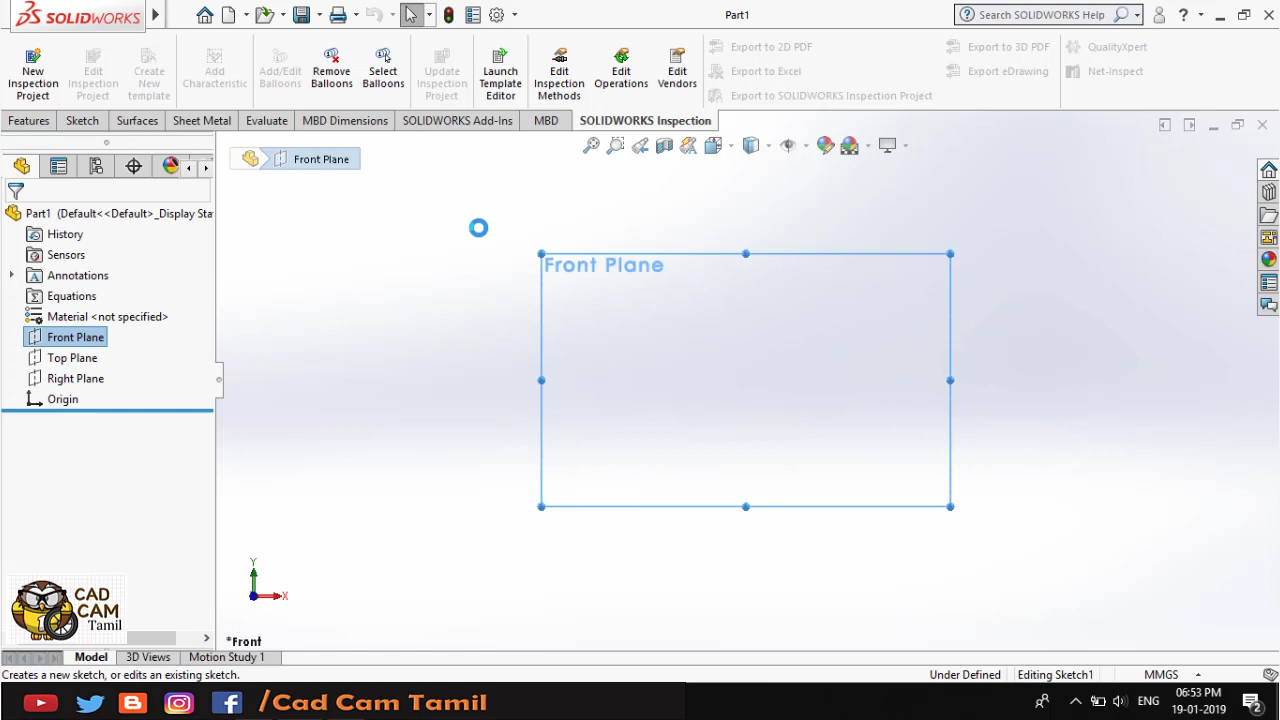 SOLIDWORKS
Part1
Search SOLIDWORKS Help
?
New Inspection Project
Edit Inspection Project
Create New template
Add Characteristic
Add/Edit Balloons
Remove Balloons
Select Balloons
Update Inspection Project
Launch Template Editor
Edit Inspection Methods
Edit Operations
Edit Vendors
Export to 2D PDF
Export to Excel
Export to SOLIDWORKS Inspection Project
Export to 3D PDF
Export eDrawing
QualityXpert
Net-Inspect
Features Sketch Surfaces Sheet Metal Evaluate MBD Dimensions SOLIDWORKS Add-Ins MBD SOLIDWORKS Inspection
Front Plane
Part1 (Default<<Default>_Display Sta
History
Sensors
Annotations
Equations
Material <not specified>
Front Plane
Top Plane
Right Plane
Origin
Front Plane
Y
X
CAD
CAM
Tamil
*Front
Model 3D Views Motion Study 1
Creates a new sketch, or edits an existing sketch.
Under Defined Editing Sketch1 MMGS
/Cad Cam Tamil
ENG
06:53 PM
19-01-2019
2